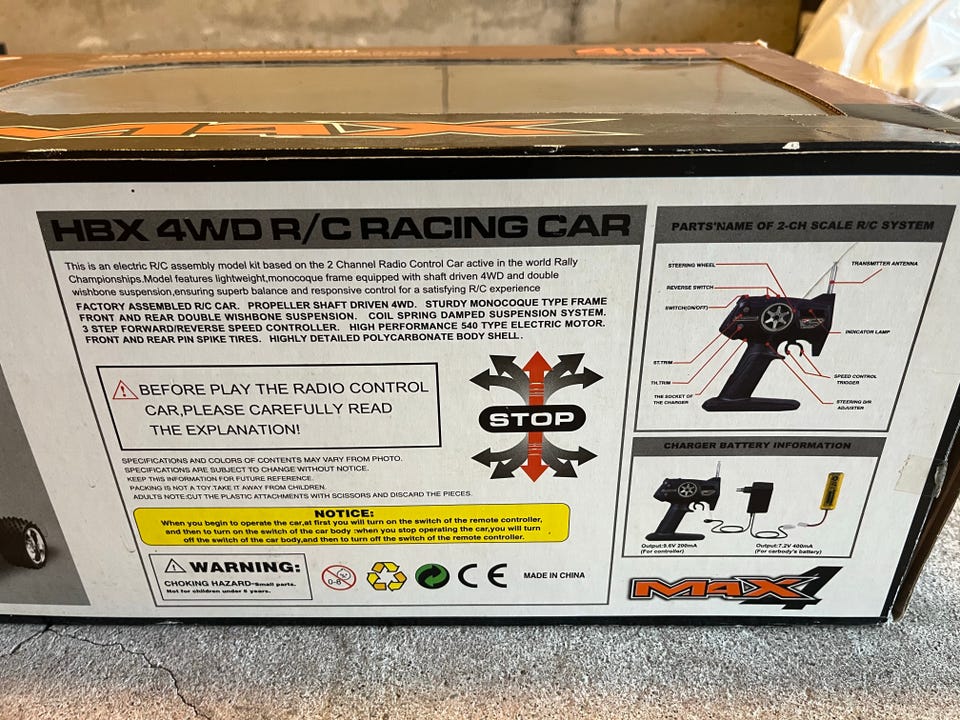 4WD
MAX
4
HBX 4WD R/C RACING CAR
This is an electric R/C assembly model kit based on the 2 Channel Radio Control Car active in the world Rally
Championships.Model features lightweight,monocoque frame equipped with shaft driven 4WD and double
wishbone suspension,ensuring superb balance and responsive control for a satisfying R/C experience
FACTORY ASSEMBLED R/C CAR. PROPELLER SHAFT DRIVEN 4WD. STURDY MONOCOQUE TYPE FRAME
FRONT AND REAR DOUBLE WISHBONE SUSPENSION. COIL SPRING DAMPED SUSPENSION SYSTEM.
3 STEP FORWARD/REVERSE SPEED CONTROLLER. HIGH PERFORMANCE 540 TYPE ELECTRIC MOTOR.
FRONT AND REAR PIN SPIKE TIRES. HIGHLY DETAILED POLYCARBONATE BODY SHELL.
BEFORE PLAY THE RADIO CONTROL
CAR,PLEASE CAREFULLY READ
THE EXPLANATION!
STOP
SPECIFICATIONS AND COLORS OF CONTENTS MAY VARY FROM PHOTO.
SPECIFICATIONS ARE SUBJECT TO CHANGE WITHOUT NOTICE.
KEEP THIS INFORMATION FOR FUTURE REFERENCE.
PACKING IS NOT A TOY.TAKE IT AWAY FROM CHILDREN.
ADULTS NOTE:CUT THE PLASTIC ATTACHMENTS WITH SCISSORS AND DISCARD THE PIECES.
NOTICE:
When you begin to operate the car,at first you will turn on the switch of the remote controller,
and then to turn on the switch of the car body :when you stop operating the car,you will turn
off the switch of the car body,and then to turn off the switch of the remote controller.
WARNING:
CHOKING HAZARD-Small parts.
Not for children under 6 years.
0-6
CE
MADE IN CHINA
PARTS'NAME OF 2-CH SCALE R/C SYSTEM
STEERING WHEEL
TRANSMITTER ANTENNA
REVERSE SWITCH
SWITCH(ON/OFF)
INDICATOR LAMP
ST.TRIM
TH.TRIM
THE SOCKET OF
THE CHARGER
SPEED CONTROL
TRIGGER
STEERING D/R
ADJUSTER
CHARGER BATTERY INFORMATION
Output:9.6V 200mA
(For controller)
Output:7.2V 400mA
(For carbody's battery)
MAX4